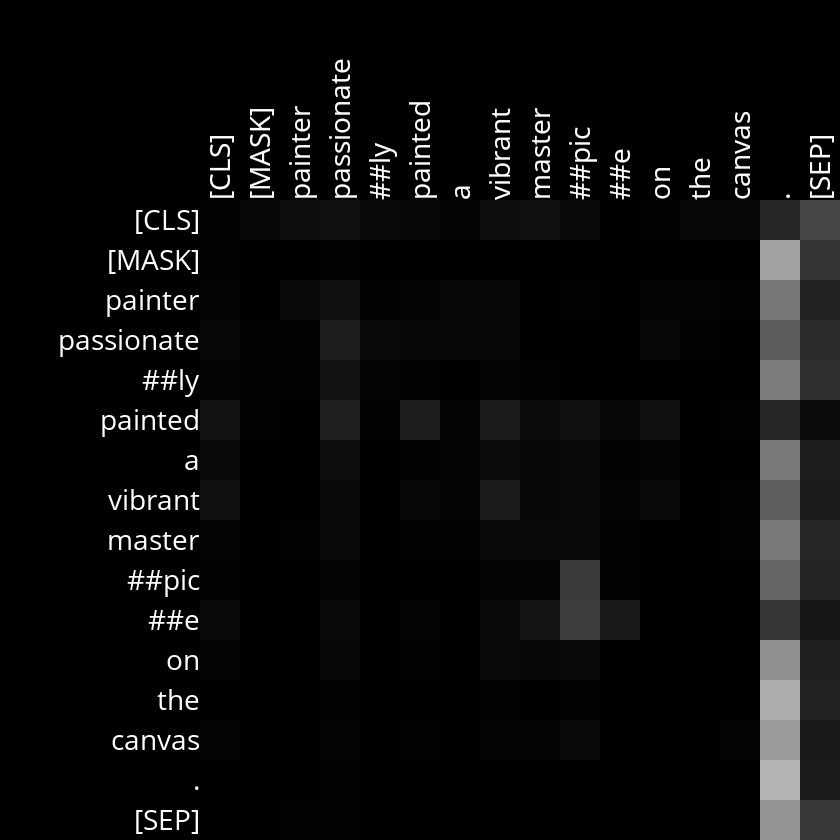 [CLS]
[MASK]
painter
passionate
##ly
painted
a
vibrant
master
##pic
##e
on
the
canvas
.
[SEP]
[CLS]
[MASK]
painter
passionate
##ly
painted
a
vibrant
master
##pic
##e
on
the
canvas
.
[SEP]